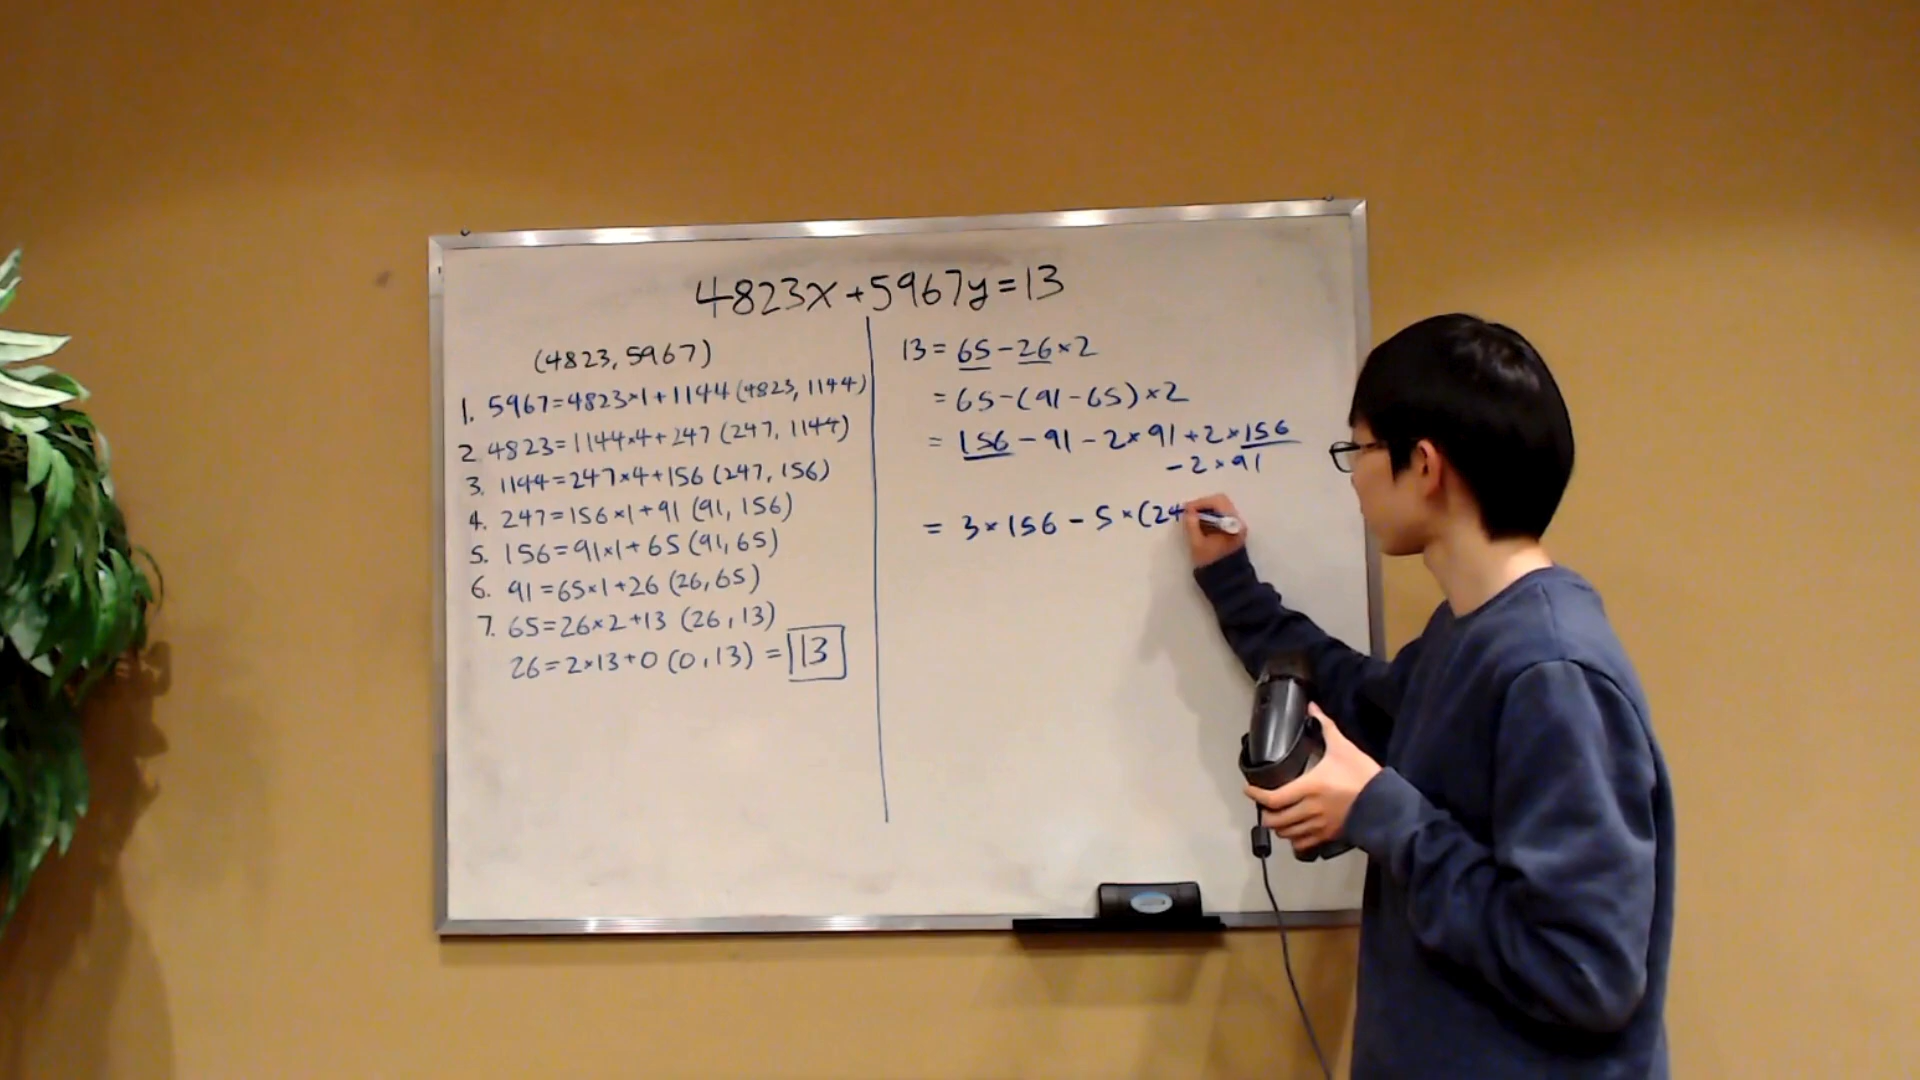 4823x+5967y=13
(4823, 5967)
1. 5967=4823×1+1144 (4823, 1144)
2 4823=1144×4+247 (247, 1144)
3. 1144=247×4+156 (247, 156)
4. 247=156×1+91 (91, 156)
5. 156=91×1+65 (91, 65)
6. 91=65×1+26 (26, 65)
7. 65=26×2+13 (26, 13)
26=2×13+0 (0, 13) = 13
13=65-26×2
=65-(91-65)×2
=156-91-2×91+2×156
-2×91
=3×156-5×(24